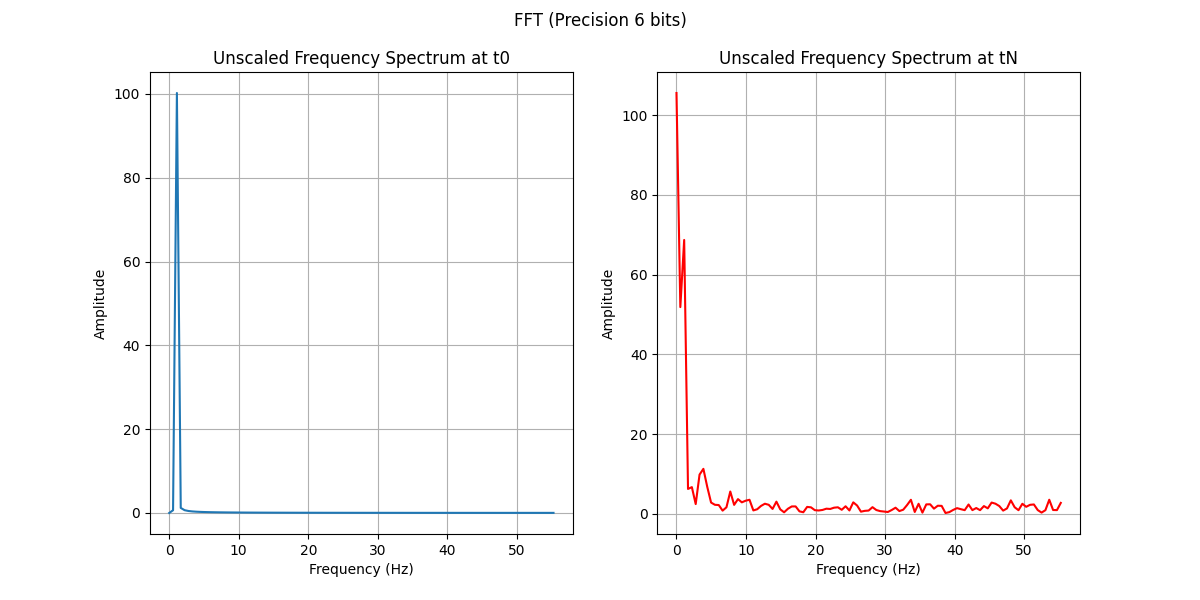 FFT (Precision 6 bits)
Unscaled Frequency Spectrum at t0
Amplitude
100
80
60
40
20
0
0 10 20 30 40 50
Frequency (Hz)
Unscaled Frequency Spectrum at tN
Amplitude
100
80
60
40
20
0
0 10 20 30 40 50
Frequency (Hz)